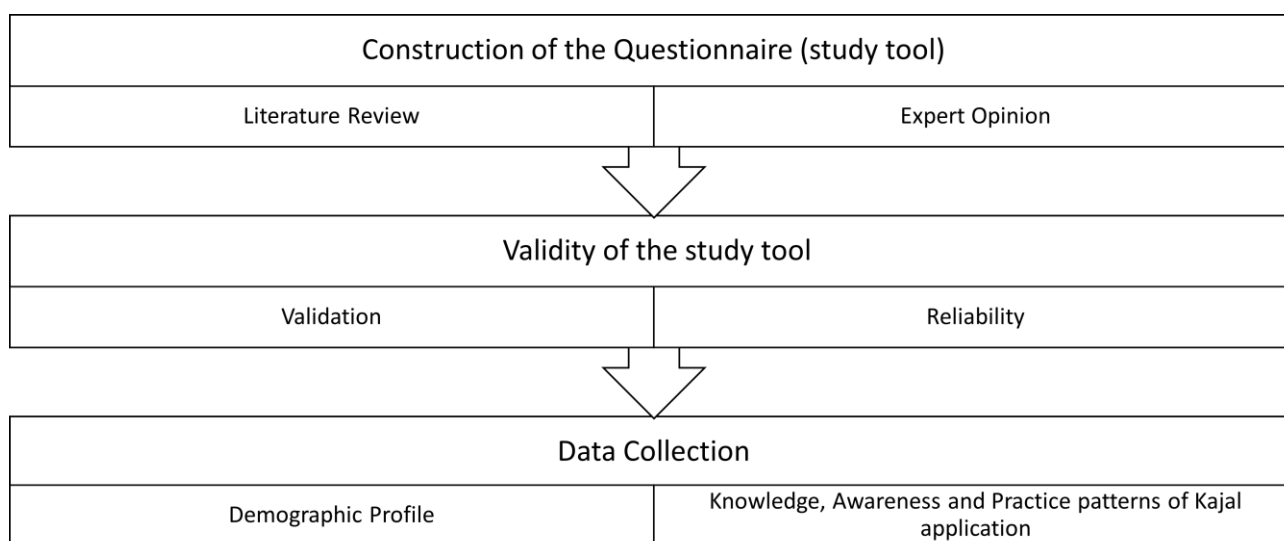 Construction of the Questionnaire (study tool)
Literature Review
Expert Opinion
Validity of the study tool
Validation
Reliability
Data Collection
Demographic Profile
Knowledge, Awareness and Practice patterns of Kajal
application